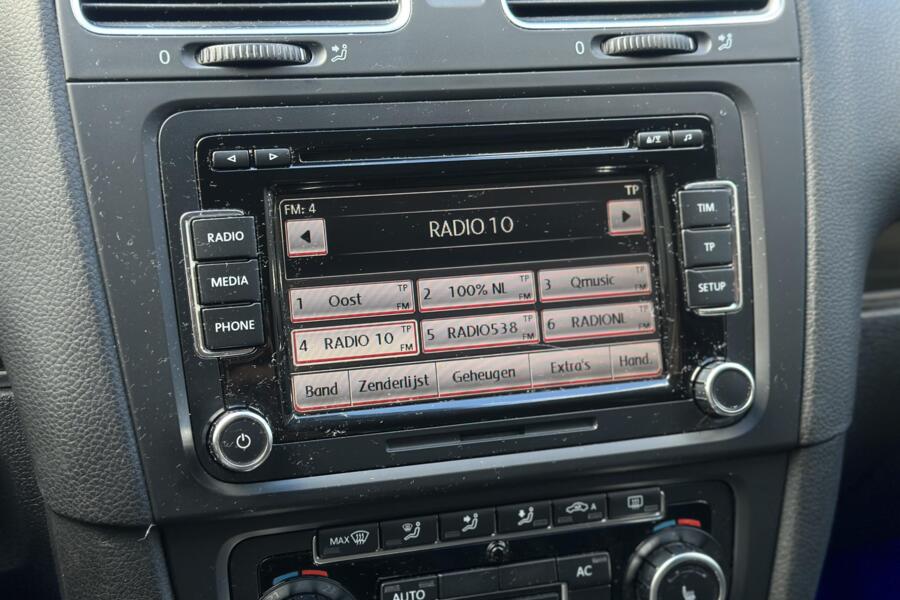 0
0
TP
FM: 4
RADIO 10
RADIO
MEDIA
PHONE
TIM
TP
SETUP
1 Oost TP FM
2 100% NL TP FM
3 Qmusic TP FM
4 RADIO 10 TP FM
5 RADIO538 TP FM
6 RADIONL TP FM
Band Zenderlijst Geheugen Extra's Hand.
MAX
A
AUTO
AC